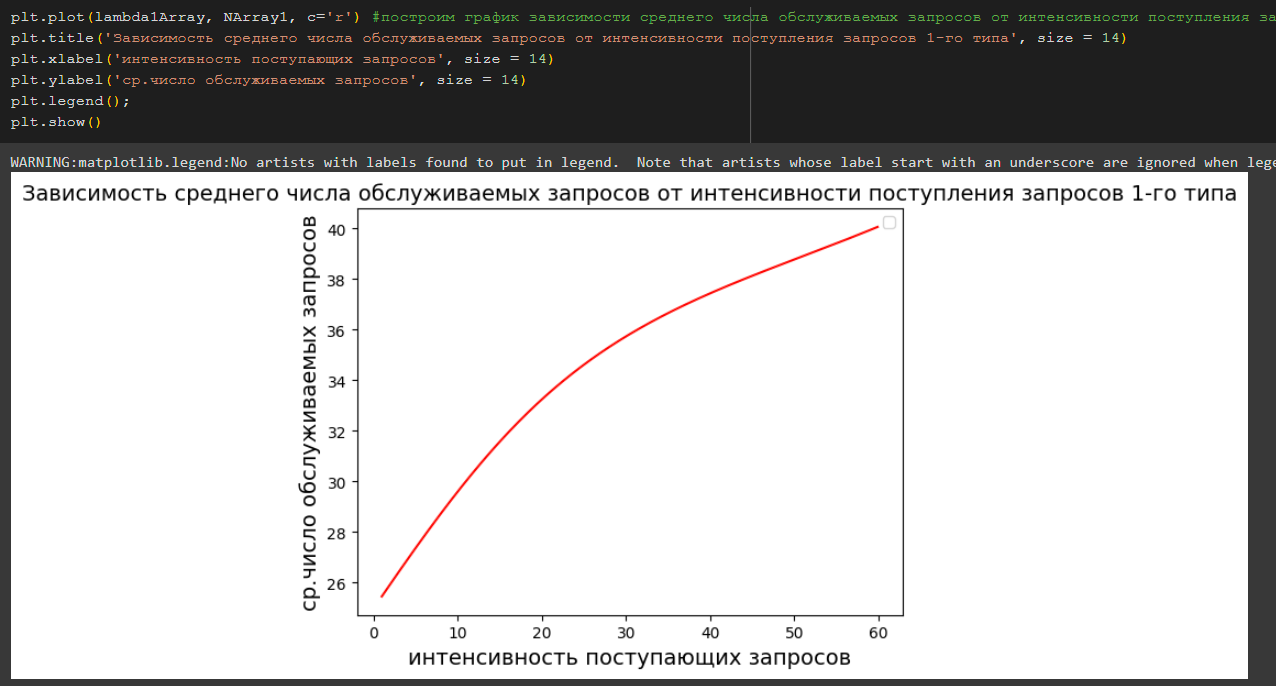 plt.plot(lambda1Array, NArray1, c='r') #построим график зависимости среднего числа обслуживаемых запросов от интенсивности поступления за
plt.title('Зависимость среднего числа обслуживаемых запросов от интенсивности поступления запросов 1-го типа', size = 14)
plt.xlabel('интенсивность поступающих запросов', size = 14)
plt.ylabel('ср.число обслуживаемых запросов', size = 14)
plt.legend();
plt.show()
WARNING:matplotlib.legend:No artists with labels found to put in legend.  Note that artists whose label start with an underscore are ignored when lege
Зависимость среднего числа обслуживаемых запросов от интенсивности поступления запросов 1-го типа
ср.число обслуживаемых запросов
40
38
36
34
32
30
28
26
0 10 20 30 40 50 60
интенсивность поступающих запросов